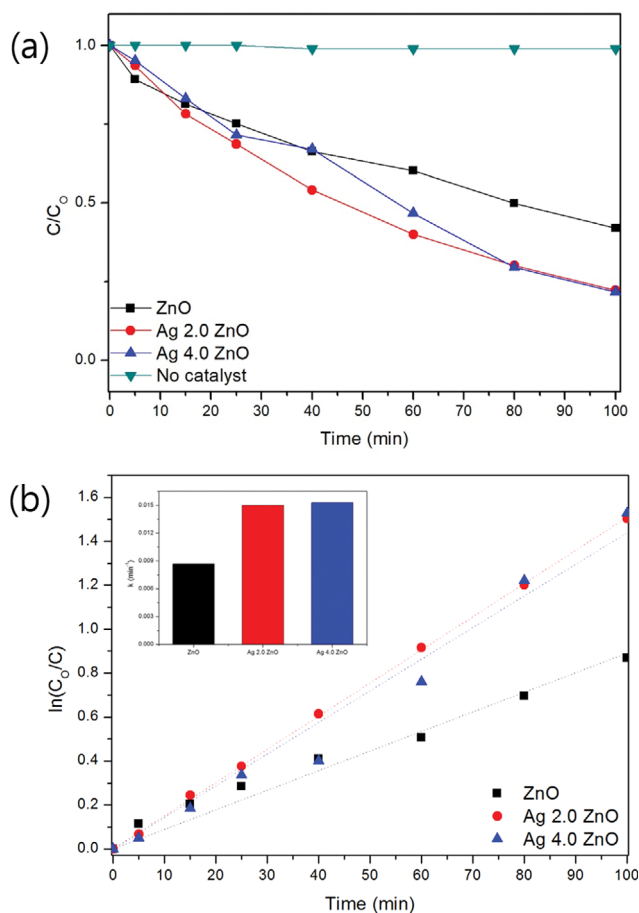 (a)
1.0
0.5
0.0
C/C_O
ZnO
Ag 2.0 ZnO
Ag 4.0 ZnO
No catalyst
0 10 20 30 40 50 60 70 80 90 100
Time (min)
(b)
1.6
1.4
1.2
1.0
0.8
0.6
0.4
0.2
0.0
ln(C_O/C)
0.015
0.012
0.009
0.006
0.003
0.000
k (min⁻¹)
ZnO Ag 2.0 ZnO Ag 4.0 ZnO
ZnO
Ag 2.0 ZnO
Ag 4.0 ZnO
0 10 20 30 40 50 60 70 80 90 100
Time (min)